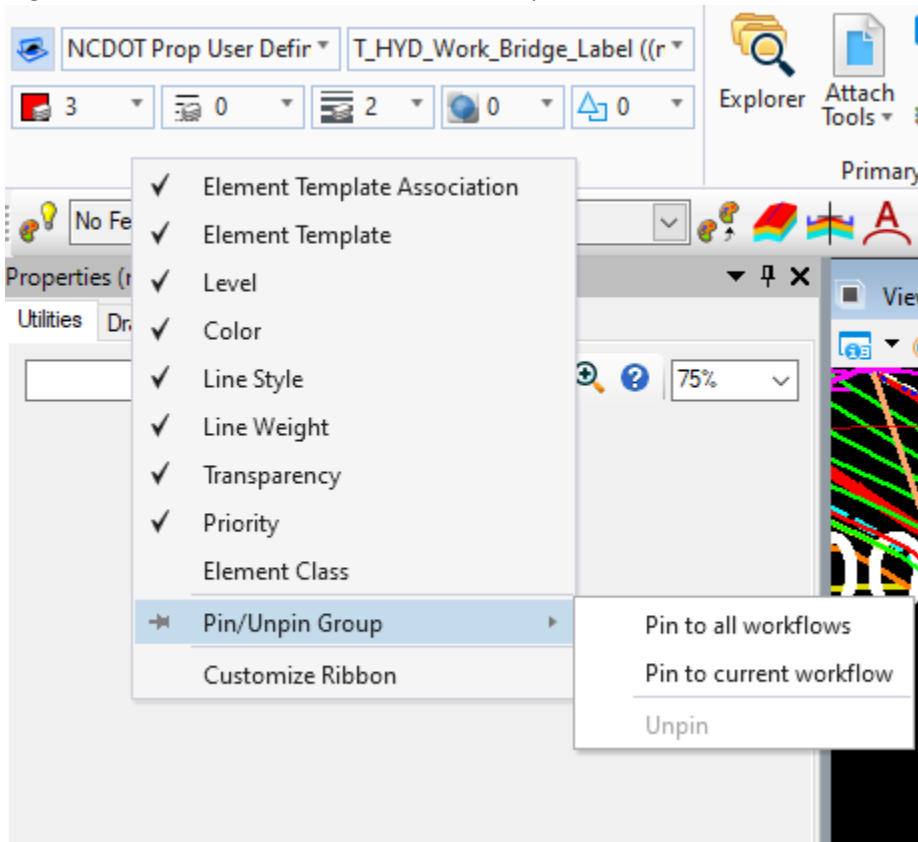 NCDOT Prop User Defir T_HYD_Work_Bridge_Label ((r
3 0 2 0 0
Explorer
Attach
Tools
Primary
Element Template Association
No Fe
Element Template
Properties (r
Level
Viev
Utilities Dra
Color
Line Style
75%
Line Weight
Transparency
Priority
Element Class
Pin/Unpin Group
Pin to all workflows
Customize Ribbon
Pin to current workflow
Unpin